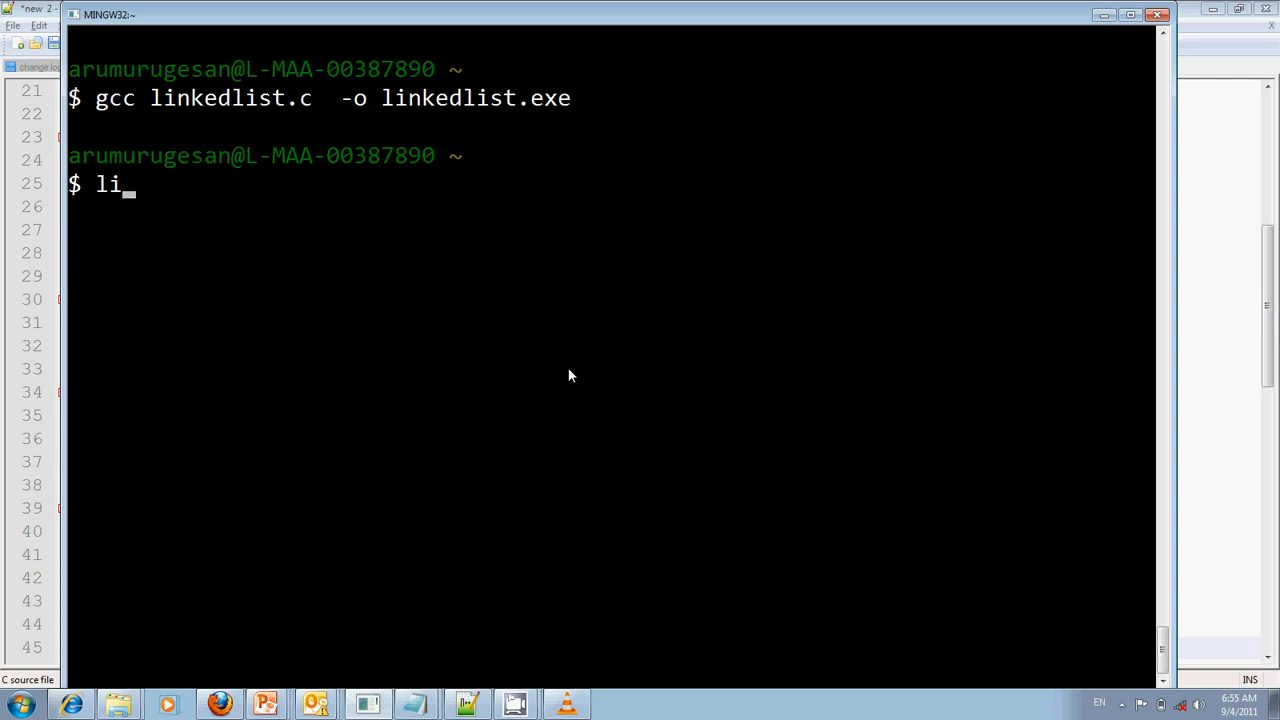 *new 2 -
MINGW32:~
File Edit
change.log
arumurugesan@L-MAA-00387890 ~
$ gcc linkedlist.c  -o linkedlist.exe
arumurugesan@L-MAA-00387890 ~
$ li
21
22
23
24
25
26
27
28
29
30
31
32
33
34
35
36
37
38
39
40
41
42
43
44
45
C source file
INS
EN
6:55 AM
9/4/2011